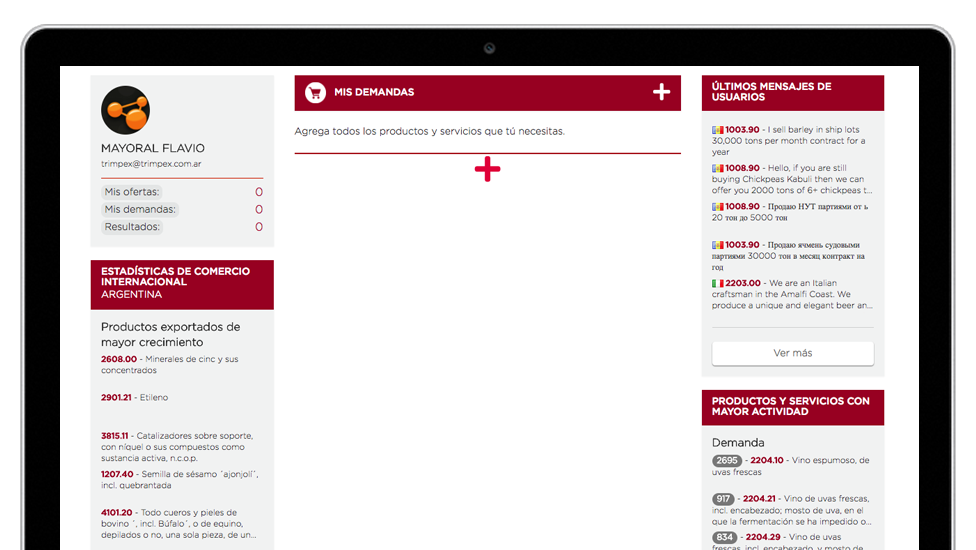 MAYORAL FLAVIO
trimpex@trimpex.com.ar
Mis ofertas: 0
Mis demandas: 0
Resultados: 0
ESTADÍSTICAS DE COMERCIO
INTERNACIONAL
ARGENTINA
Productos exportados de
mayor crecimiento
2608.00 - Minerales de cinc y sus
concentrados
2901.21 - Etileno
3815.11 - Catalizadores sobre soporte,
con níquel o sus compuestos como
sustancia activa, n.c.o.p.
1207.40 - Semilla de sésamo ¨ajonjolí¨,
incl. quebrantada
4101.20 - Todo cueros y pieles de
bovino ¨, incl. Búfalo¨, o de equino,
depilados o no, una sola pieza, de un...
MIS DEMANDAS
Agrega todos los productos y servicios que tú necesitas.
ÚLTIMOS MENSAJES DE
USUARIOS
1003.90 - I sell barley in ship lots
30,000 tons per month contract for a
year
1008.90 - Hello, if you are still
buying Chickpeas Kabuli then we can
offer you 2000 tons of 6+ chickpeas t...
1008.90 - Продаю НУТ партиями от ь
20 тон до 5000 тон
1003.90 - Продаю ячмень судовыми
партиями 30000 тон в месяц контракт на
год
2203.00 - We are an Italian
craftsman in the Amalfi Coast. We
produce a unique and elegant beer an...
Ver más
PRODUCTOS Y SERVICIOS CON
MAYOR ACTIVIDAD
Demanda
2695 - 2204.10 - Vino espumoso, de
uvas frescas
917 - 2204.21 - Vino de uvas frescas,
incl. encabezado; mosto de uva, en el
que la fermentación se ha impedido o...
834 - 2204.29 - Vino de uvas
frescas, incl. encabezado, y mosto de